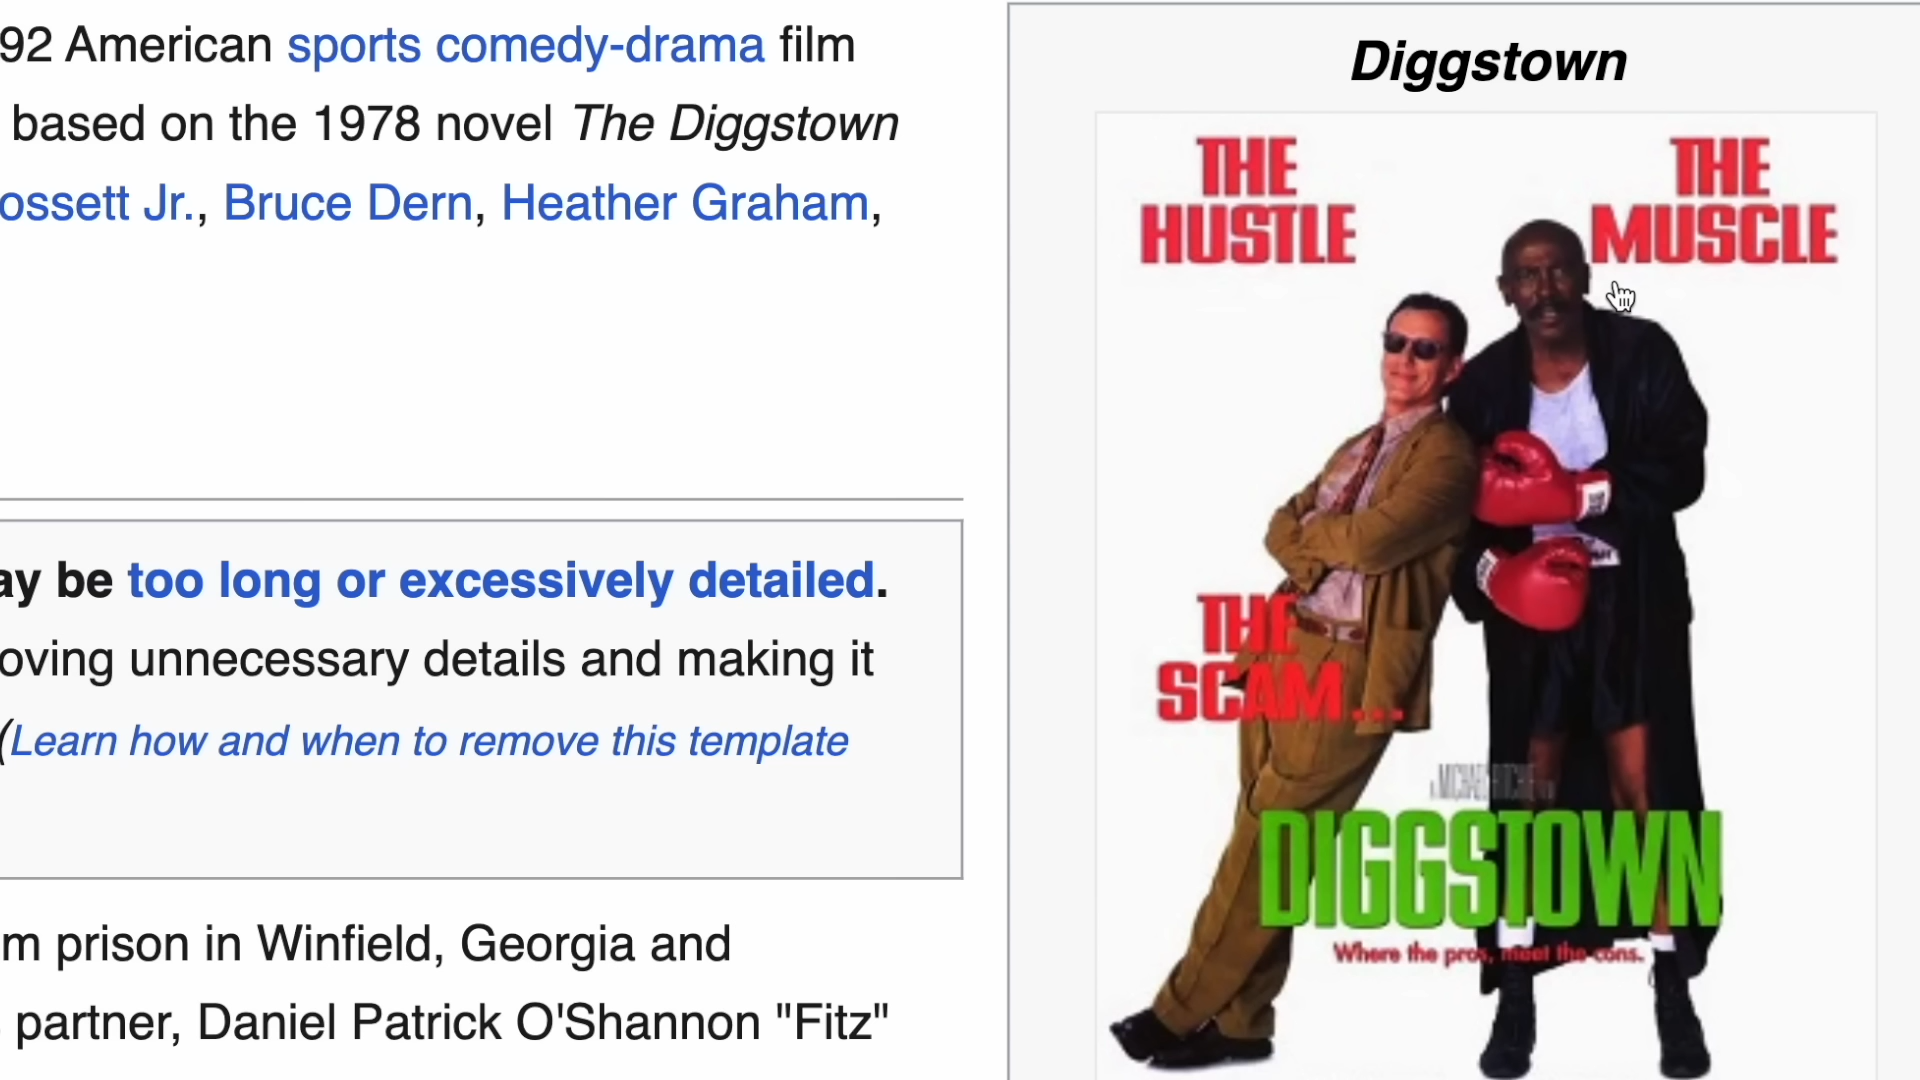 92 American sports comedy-drama film
based on the 1978 novel The Diggstown
ossett Jr., Bruce Dern, Heather Graham,
ay be too long or excessively detailed.
oving unnecessary details and making it
(Learn how and when to remove this template
m prison in Winfield, Georgia and
partner, Daniel Patrick O'Shannon "Fitz"
Diggstown
THE HUSTLE
THE MUSCLE
THE
SCAM...
A MICHAEL RITCHIE FILM
DIGGSTOWN
Where the pros, meet the cons.